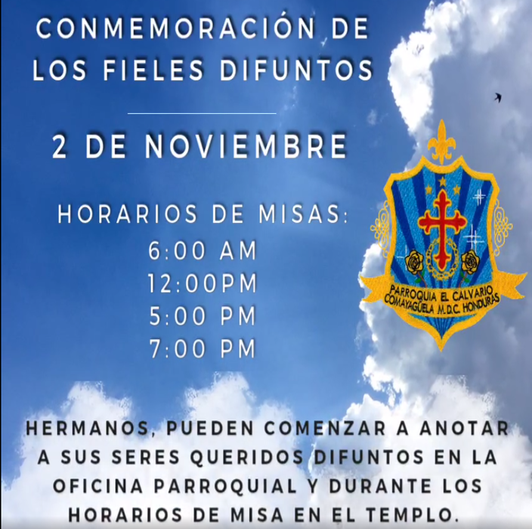 CONMEMORACIÓN DE
LOS FIELES DIFUNTOS
2 DE NOVIEMBRE
HORARIOS DE MISAS:
6:00 AM
12:00PM
5:00 PM
7:00 PM
PARROQUIA EL CALVARIO
COMAYAGÜELA M.D.C. HONDURAS
HERMANOS, PUEDEN COMENZAR A ANOTAR
A SUS SERES QUERIDOS DIFUNTOS EN LA
OFICINA PARROQUIAL Y DURANTE LOS
HORARIOS DE MISA EN EL TEMPLO.